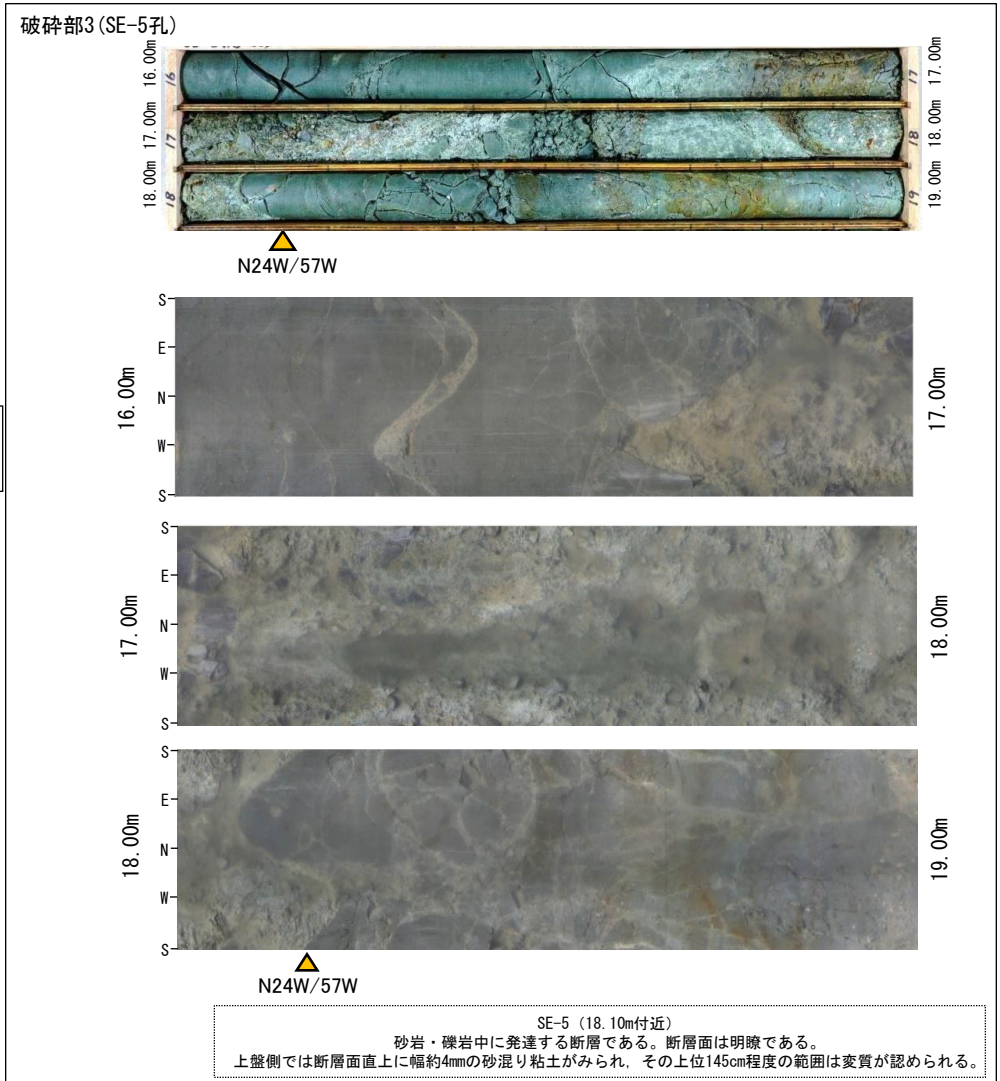 破砕部3(SE-5孔)
16.00m
16
17
17.00m
17.00m
17
18
18.00m
18.00m
18
19
19.00m
N24W/57W
S
E
N
W
S
16.00m
17.00m
S
E
N
W
S
17.00m
18.00m
S
E
N
W
S
18.00m
19.00m
N24W/57W
SE-5 (18.10m付近)
砂岩・礫岩中に発達する断層である。断層面は明瞭である。
上盤側では断層面直上に幅約4mmの砂混り粘土がみられ,その上位145cm程度の範囲は変質が認められる。